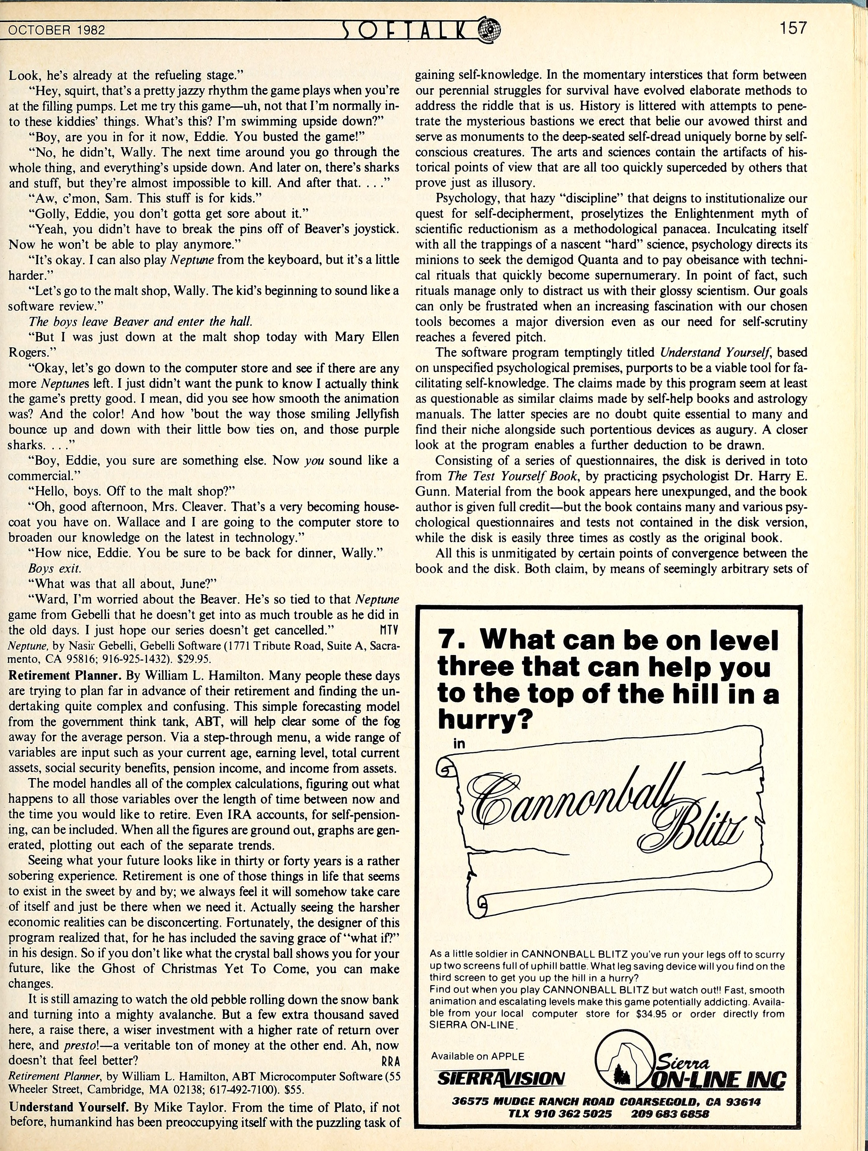 OCTOBER 1982
SOFTALK
157
Look, he's already at the refueling stage."
"Hey, squirt, that's a pretty jazzy rhythm the game plays when you're
at the filling pumps. Let me try this game—uh, not that I'm normally in-
to these kiddies' things. What's this? I'm swimming upside down?"
"Boy, are you in for it now, Eddie. You busted the game!"
"No, he didn't, Wally. The next time around you go through the
whole thing, and everything's upside down. And later on, there's sharks
and stuff, but they're almost impossible to kill. And after that. . . ."
"Aw, c'mon, Sam. This stuff is for kids."
"Golly, Eddie, you don't gotta get sore about it."
"Yeah, you didn't have to break the pins off of Beaver's joystick.
Now he won't be able to play anymore."
"It's okay. I can also play Neptune from the keyboard, but it's a little
harder."
"Let's go to the malt shop, Wally. The kid's beginning to sound like a
software review."
The boys leave Beaver and enter the hall.
"But I was just down at the malt shop today with Mary Ellen
Rogers."
"Okay, let's go down to the computer store and see if there are any
more Neptunes left. I just didn't want the punk to know I actually think
the game's pretty good. I mean, did you see how smooth the animation
was? And the color! And how 'bout the way those smiling Jellyfish
bounce up and down with their little bow ties on, and those purple
sharks. . . ."
"Boy, Eddie, you sure are something else. Now you sound like a
commercial."
"Hello, boys. Off to the malt shop?"
"Oh, good afternoon, Mrs. Cleaver. That's a very becoming house-
coat you have on. Wallace and I are going to the computer store to
broaden our knowledge on the latest in technology."
"How nice, Eddie. You be sure to be back for dinner, Wally."
Boys exit.
"What was that all about, June?"
"Ward, I'm worried about the Beaver. He's so tied to that Neptune
game from Gebelli that he doesn't get into as much trouble as he did in
the old days. I just hope our series doesn't get cancelled." MTV
Neptune, by Nasir Gebelli, Gebelli Software (1771 Tribute Road, Suite A, Sacra-
mento, CA 95816; 916-925-1432). $29.95.
Retirement Planner. By William L. Hamilton. Many people these days
are trying to plan far in advance of their retirement and finding the un-
dertaking quite complex and confusing. This simple forecasting model
from the government think tank, ABT, will help clear some of the fog
away for the average person. Via a step-through menu, a wide range of
variables are input such as your current age, earning level, total current
assets, social security benefits, pension income, and income from assets.
The model handles all of the complex calculations, figuring out what
happens to all those variables over the length of time between now and
the time you would like to retire. Even IRA accounts, for self-pension-
ing, can be included. When all the figures are ground out, graphs are gen-
erated, plotting out each of the separate trends.
Seeing what your future looks like in thirty or forty years is a rather
sobering experience. Retirement is one of those things in life that seems
to exist in the sweet by and by; we always feel it will somehow take care
of itself and just be there when we need it. Actually seeing the harsher
economic realities can be disconcerting. Fortunately, the designer of this
program realized that, for he has included the saving grace of "what if?"
in his design. So if you don't like what the crystal ball shows you for your
future, like the Ghost of Christmas Yet To Come, you can make
changes.
It is still amazing to watch the old pebble rolling down the snow bank
and turning into a mighty avalanche. But a few extra thousand saved
here, a raise there, a wiser investment with a higher rate of return over
here, and presto!—a veritable ton of money at the other end. Ah, now
doesn't that feel better? RRA
Retirement Planner, by William L. Hamilton, ABT Microcomputer Software (55
Wheeler Street, Cambridge, MA 02138; 617-492-7100). $55.
Understand Yourself. By Mike Taylor. From the time of Plato, if not
before, humankind has been preoccupying itself with the puzzling task of
gaining self-knowledge. In the momentary interstices that form between
our perennial struggles for survival have evolved elaborate methods to
address the riddle that is us. History is littered with attempts to pene-
trate the mysterious bastions we erect that belie our avowed thirst and
serve as monuments to the deep-seated self-dread uniquely borne by self-
conscious creatures. The arts and sciences contain the artifacts of his-
torical points of view that are all too quickly superceded by others that
prove just as illusory.
Psychology, that hazy "discipline" that deigns to institutionalize our
quest for self-decipherment, proselytizes the Enlightenment myth of
scientific reductionism as a methodological panacea. Inculcating itself
with all the trappings of a nascent "hard" science, psychology directs its
minions to seek the demigod Quanta and to pay obeisance with techni-
cal rituals that quickly become supernumerary. In point of fact, such
rituals manage only to distract us with their glossy scientism. Our goals
can only be frustrated when an increasing fascination with our chosen
tools becomes a major diversion even as our need for self-scrutiny
reaches a fevered pitch.
The software program temptingly titled Understand Yourself, based
on unspecified psychological premises, purports to be a viable tool for fa-
cilitating self-knowledge. The claims made by this program seem at least
as questionable as similar claims made by self-help books and astrology
manuals. The latter species are no doubt quite essential to many and
find their niche alongside such portentious devices as augury. A closer
look at the program enables a further deduction to be drawn.
Consisting of a series of questionnaires, the disk is derived in toto
from The Test Yourself Book, by practicing psychologist Dr. Harry E.
Gunn. Material from the book appears here unexpunged, and the book
author is given full credit—but the book contains many and various psy-
chological questionnaires and tests not contained in the disk version,
while the disk is easily three times as costly as the original book.
All this is unmitigated by certain points of convergence between the
book and the disk. Both claim, by means of seemingly arbitrary sets of
7. What can be on level
three that can help you
to the top of the hill in a
hurry?
in
Cannonball
Blitz
As a little soldier in CANNONBALL BLITZ you've run your legs off to scurry
up two screens full of uphill battle. What leg saving device will you find on the
third screen to get you up the hill in a hurry?
Find out when you play CANNONBALL BLITZ but watch out!! Fast, smooth
animation and escalating levels make this game potentially addicting. Availa-
ble from your local computer store for $34.95 or order directly from
SIERRA ON-LINE.
Available on APPLE
SIERRAVISION
Sierra
ON-LINE INC
36575 MUDGE RANCH ROAD COARSEGOLD, CA 93614
TLX 910 362 5025 209 683 6858